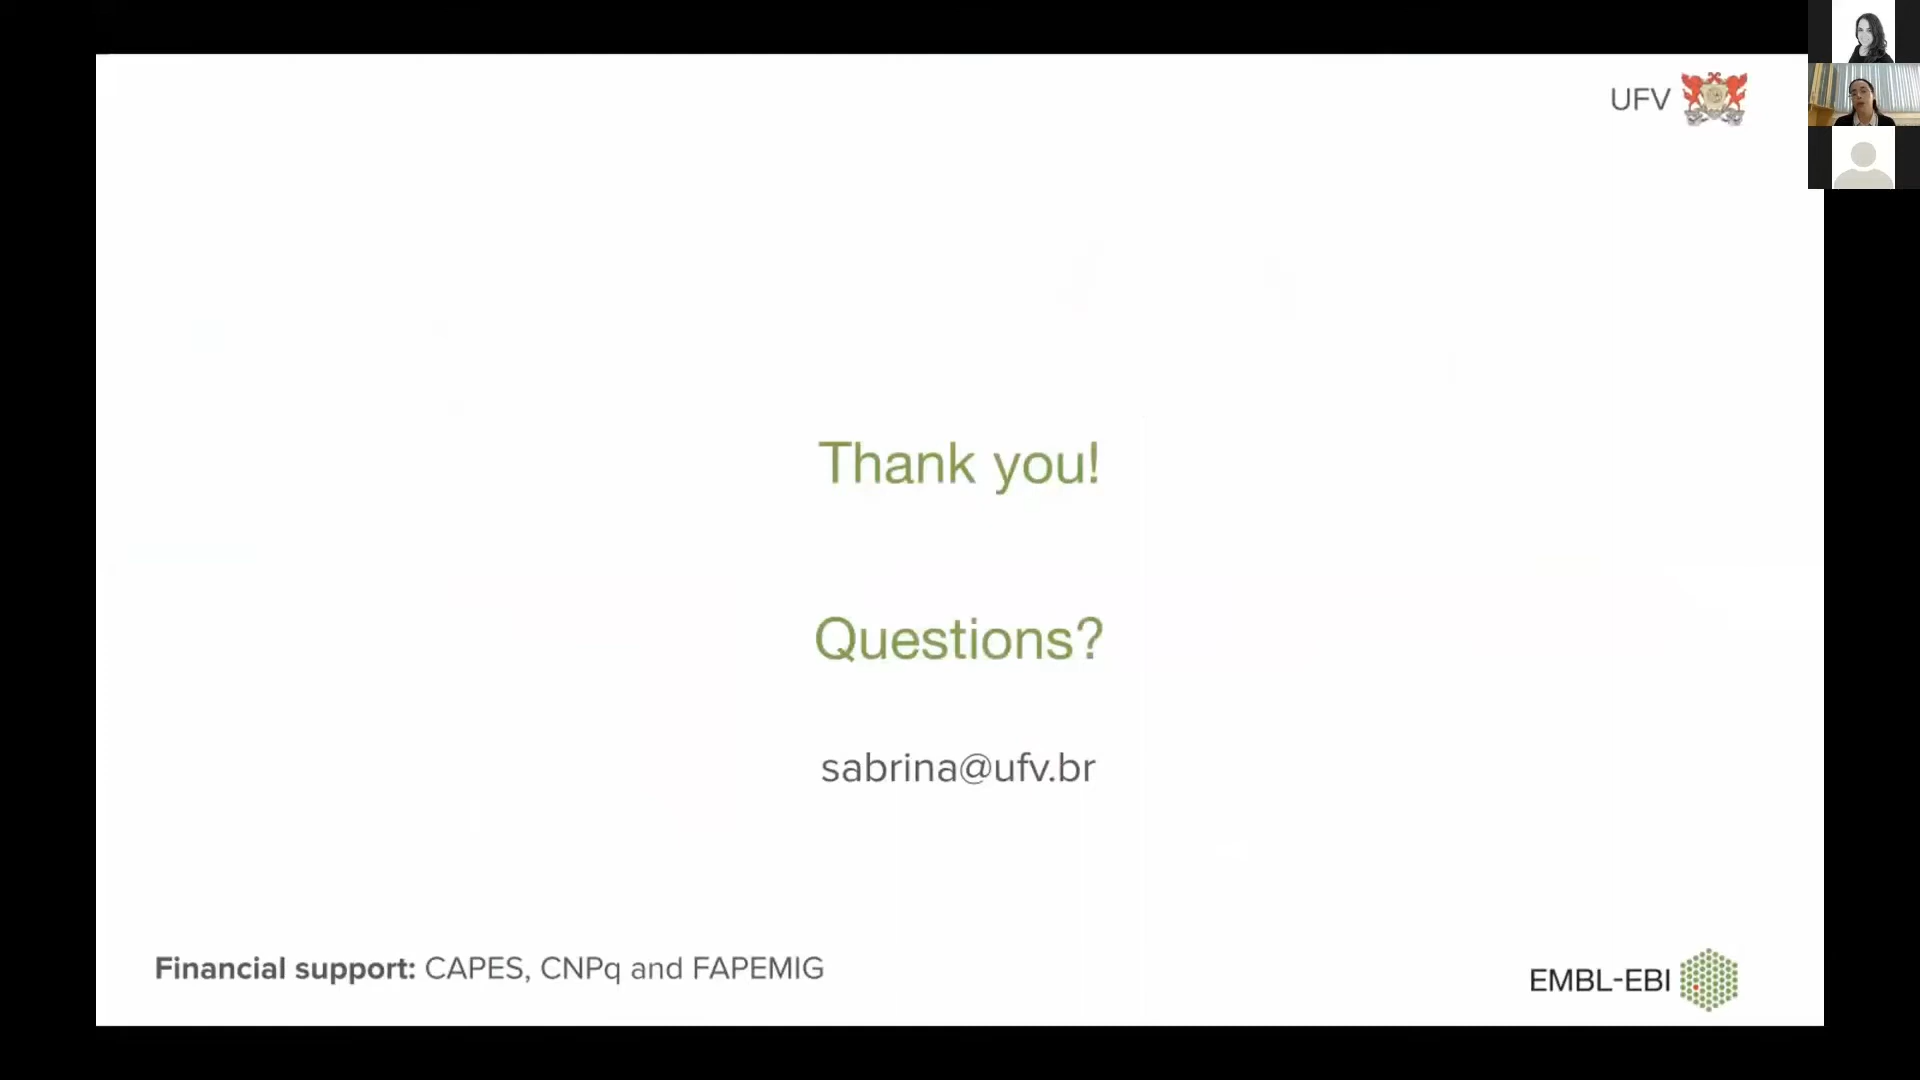 UFV
Thank you!
Questions?
sabrina@ufv.br
Financial support: CAPES, CNPq and FAPEMIG
EMBL-EBI